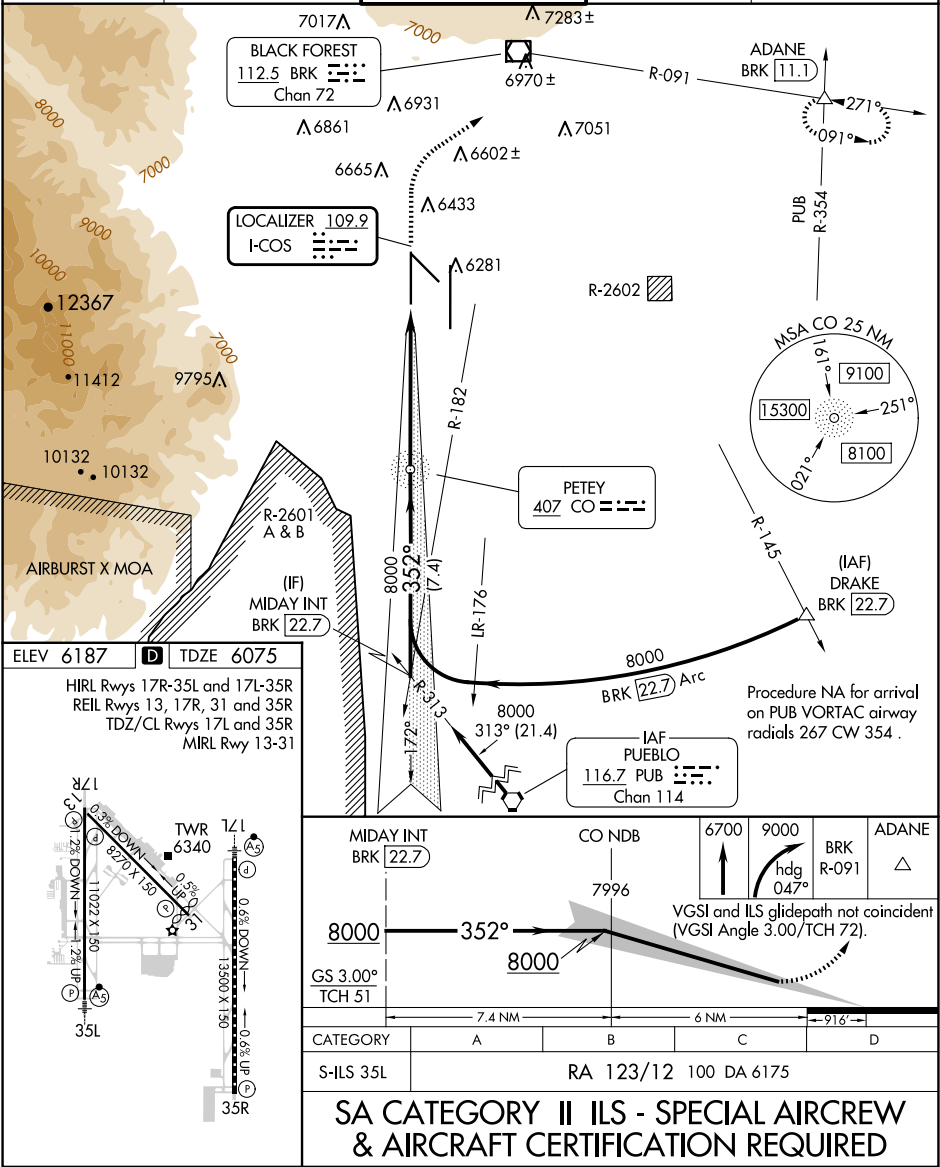 7017
7000
7283±
BLACK FOREST
112.5 BRK
Chan 72
6970±
R-091
ADANE
BRK 11.1
8000
6931
6861
7051
271°
091°
7000
6665
6602±
6433
PUB
R-354
9000
LOCALIZER 109.9
I-COS
10000
6281
R-2602
12367
11000
7000
MSA CO 25 NM
161°
9100
15300
251°
8100
021°
11412
9795
R-182
10132
10132
PETEY
407 CO
R-2601
A & B
R-145
AIRBURST X MOA
8000
352°
(7.4)
LR-176
(IF)
MIDAY INT
BRK 22.7
(IAF)
DRAKE
BRK 22.7
8000
BRK 22.7 Arc
R-313
172°
8000
313° (21.4)
Procedure NA for arrival
on PUB VORTAC airway
radials 267 CW 354 .
IAF
PUEBLO
116.7 PUB
Chan 114
ELEV 6187
D
TDZE 6075
HIRL Rwys 17R-35L and 17L-35R
REIL Rwys 13, 17R, 31 and 35R
TDZ/CL Rwys 17L and 35R
MIRL Rwy 13-31
17R
13
P
P
0.3% DOWN
8270 X 150
0.5%
UP
31
P
TWR
6340
17L
A5
P
1.2% DOWN
11022 X 150
1.2% UP
P
A5
35L
0.6% DOWN
13500 X 150
0.6% UP
P
35R
MIDAY INT
BRK 22.7
CO NDB
7996
6700
9000
hdg
047°
BRK
R-091
ADANE
VGSI and ILS glidepath not coincident
(VGSI Angle 3.00/TCH 72).
8000
352°
8000
GS 3.00°
TCH 51
7.4 NM
6 NM
916'
CATEGORY A B C D
S-ILS 35L RA 123/12 100 DA 6175
SA CATEGORY II ILS - SPECIAL AIRCREW
& AIRCRAFT CERTIFICATION REQUIRED